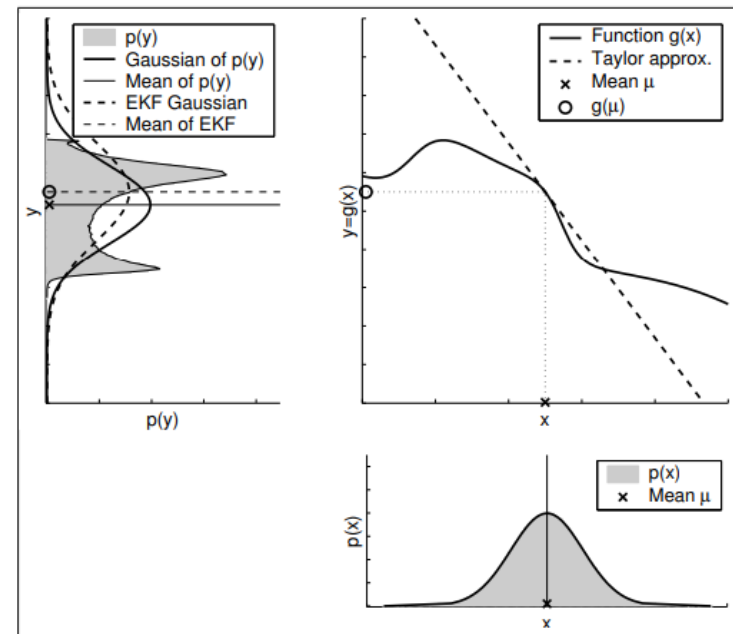 p(y)
Gaussian of p(y)
Mean of p(y)
EKF Gaussian
Mean of EKF
y
p(y)
Function g(x)
Taylor approx.
Mean μ
g(μ)
y=g(x)
x
p(x)
Mean μ
p(x)
x